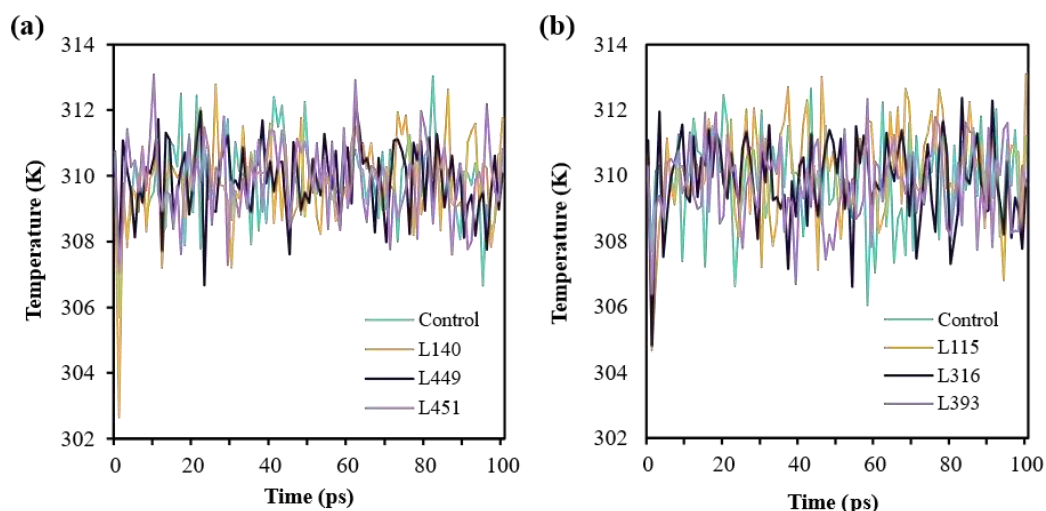 (a)
314
312
310
308
306
304
302
Temperature (K)
Control
L140
L449
L451
0 20 40 60 80 100
Time (ps)
(b)
314
312
310
308
306
304
302
Temperature (K)
Control
L115
L316
L393
0 20 40 60 80 100
Time (ps)